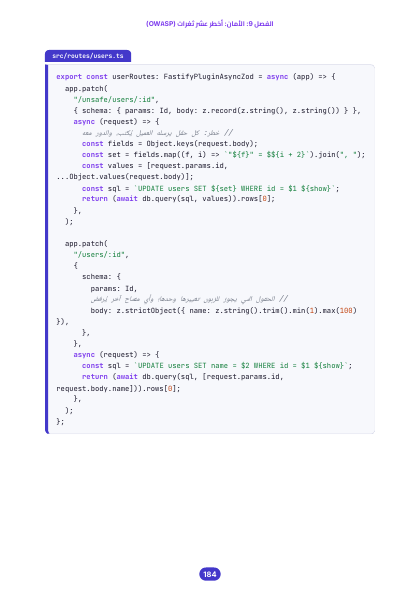 الفصل 9: الأمان: أخطر عشر ثغرات (OWASP)
src/routes/users.ts
export const userRoutes: FastifyPluginAsyncZod = async (app) => {
  app.patch(
    "/unsafe/users/:id",
    { schema: { params: Id, body: z.record(z.string(), z.string()) } },
    async (request) => {
      // خطر: كل حقل يرسله العميل يُكتب، والدور معه
      const fields = Object.keys(request.body);
      const set = fields.map((f, i) => `"${f}" = $${i + 2}`).join(", ");
      const values = [request.params.id,
...Object.values(request.body)];
      const sql = `UPDATE users SET ${set} WHERE id = $1 ${show}`;
      return (await db.query(sql, values)).rows[0];
    },
  );

  app.patch(
    "/users/:id",
    {
      schema: {
        params: Id,
        // الحقول التي يجوز للزبون تغييرها وحدها، وأي مفتاح آخر يُرفض
        body: z.strictObject({ name: z.string().trim().min(1).max(100)
}),
      },
    },
    async (request) => {
      const sql = `UPDATE users SET name = $2 WHERE id = $1 ${show}`;
      return (await db.query(sql, [request.params.id,
request.body.name])).rows[0];
    },
  );
};
184